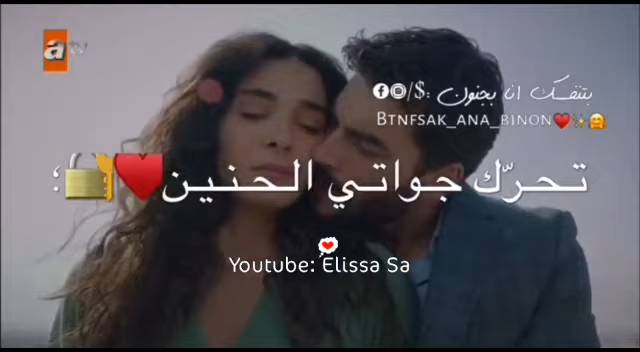 atv
بتنفسك انا بجنون :$/
BTNFSAK_ANA_BINON❤️✨🤗
تحرّك جواتي الحنين❤️🔐؛
Youtube: Elissa Sa